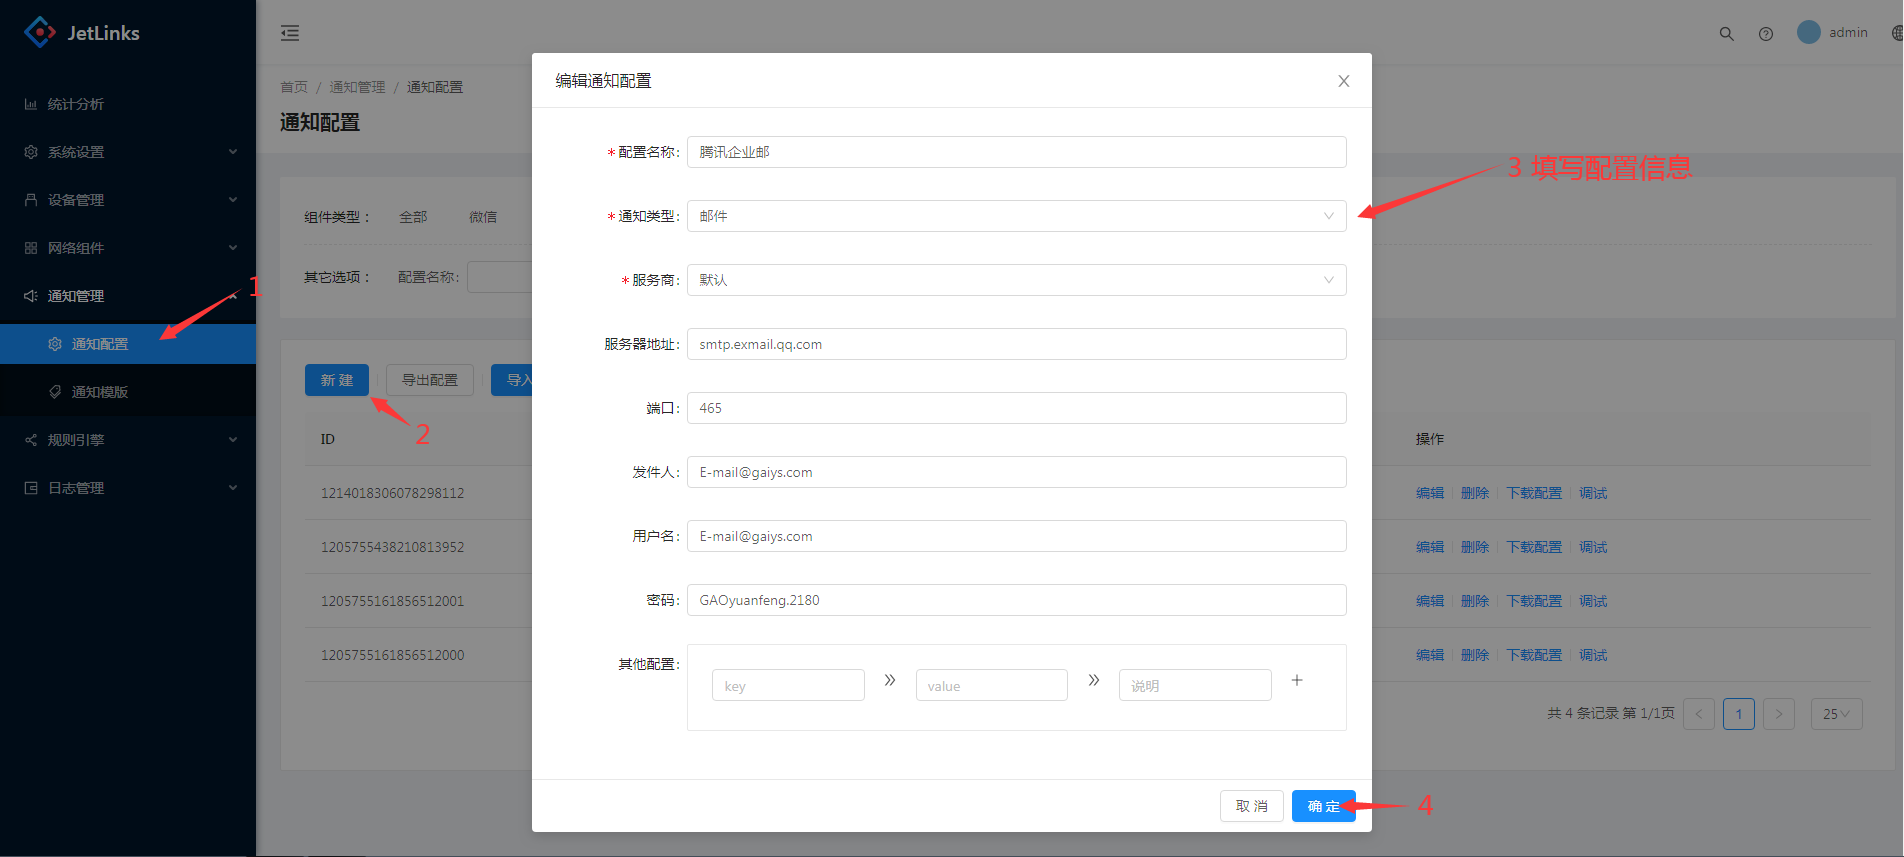 JetLinks
admin
统计分析
系统设置
设备管理
网络组件
通知管理
通知配置
通知模版
规则引擎
日志管理
1
首页 / 通知管理 / 通知配置
通知配置
组件类型： 全部 微信
其它选项： 配置名称:
新 建 导出配置 导入
2
ID 操作
1214018306078298112 编辑 删除 下载配置 调试
1205755438210813952 编辑 删除 下载配置 调试
1205755161856512001 编辑 删除 下载配置 调试
1205755161856512000 编辑 删除 下载配置 调试
共 4 条记录 第 1/1页 < 1 > 25
编辑通知配置
* 配置名称: 腾讯企业邮
* 通知类型: 邮件
3 填写配置信息
* 服务商: 默认
服务器地址: smtp.exmail.qq.com
端口: 465
发件人: E-mail@gaiys.com
用户名: E-mail@gaiys.com
密码: GAOyuanfeng.2180
其他配置: key value 说明
取 消 确 定
4